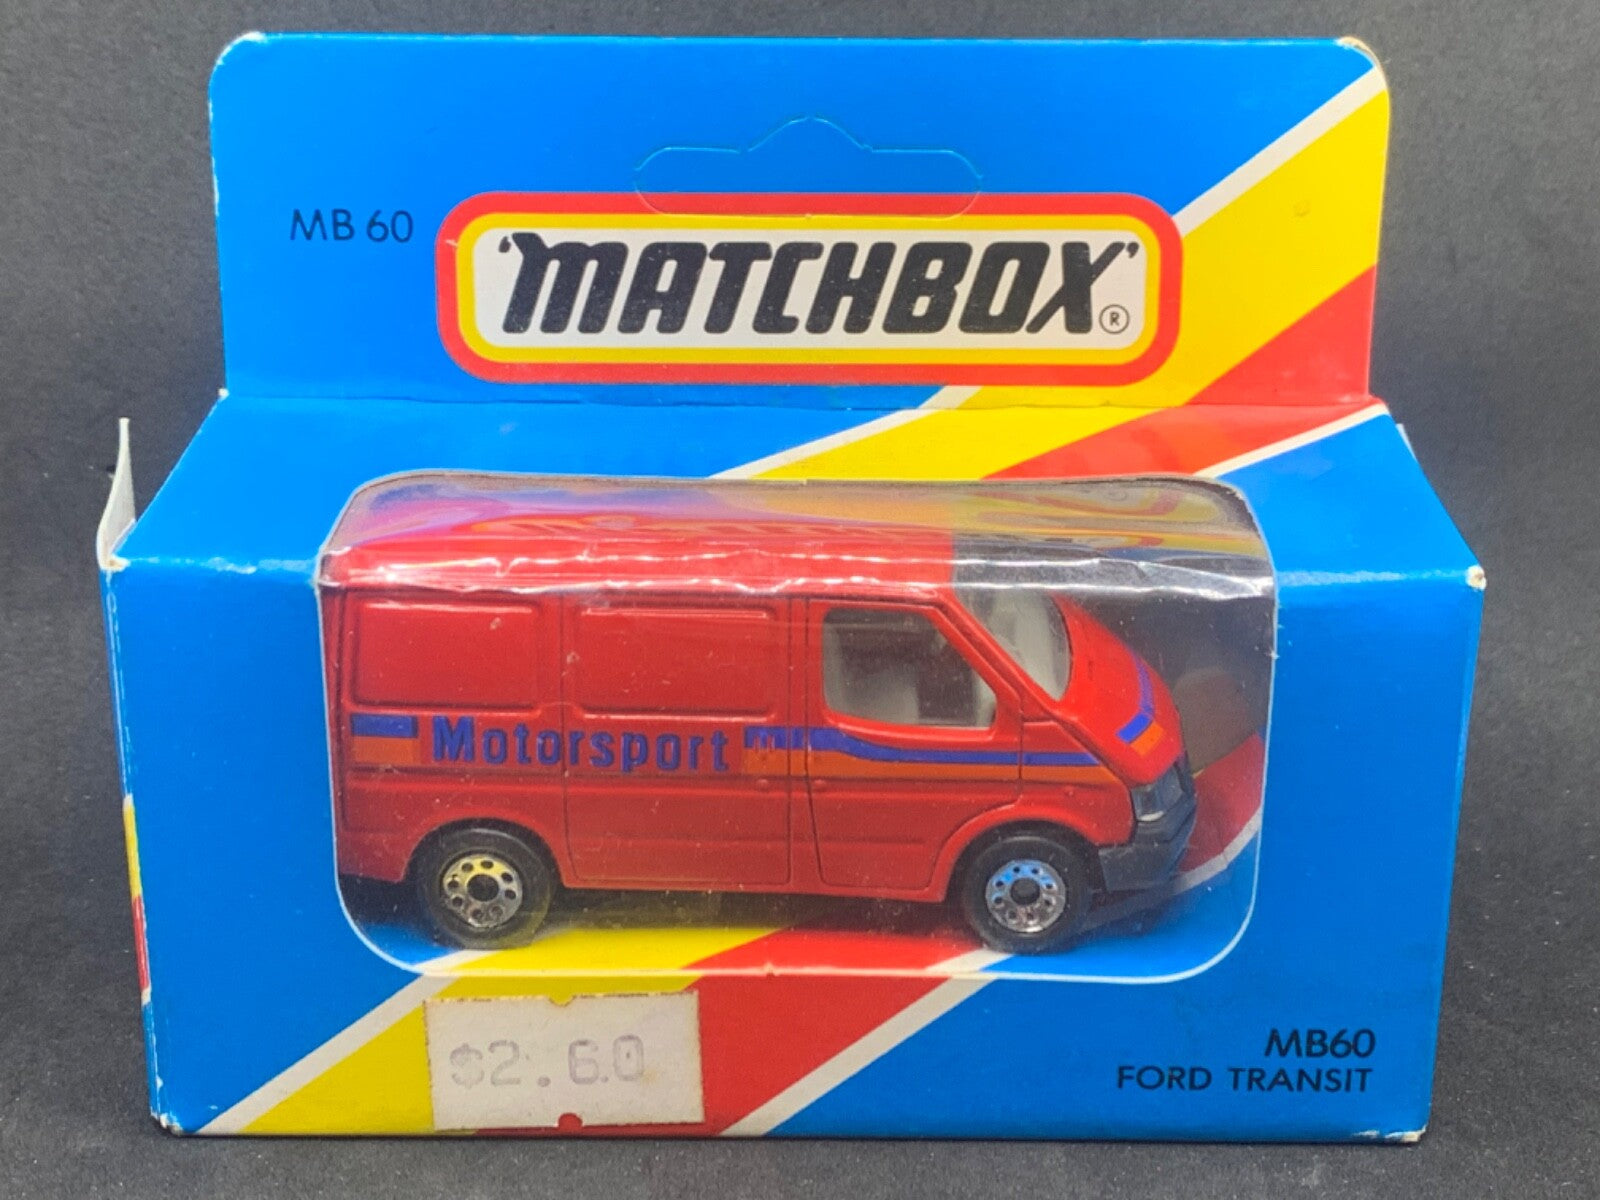 MB 60
'MATCHBOX'®
Motorsport
$2.60
MB60
FORD TRANSIT